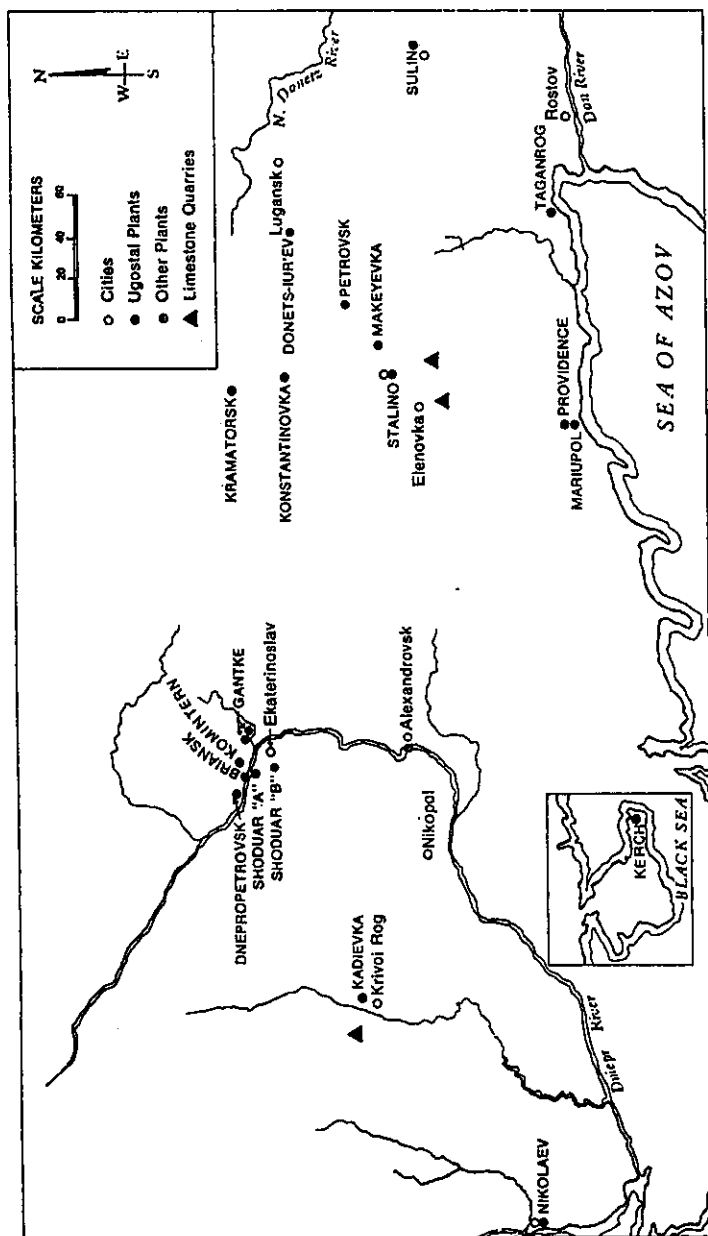 N
W E
S
SCALE KILOMETERS
0 20 40 60
Cities
Ugostal Plants
Other Plants
Limestone Quarries
N. Donetz River
SULIN
Lugansk
DONETS-IUR'EV
PETROVSK
KRAMATORSK
KONSTANTINOVKA
MAKEYEVKA
STALINO
Elenovka
Rostov
Don River
TAGANROG
PROVIDENCE
MARIUPOL
SEA OF AZOV
BRIANSK
KOMINTERN
GANTKE
Ekaterinoslav
DNEPROPETROVSK
SHODUAR "A"
SHODUAR "B"
Alexandrovsk
Nikopol
KADIEVKA
Krivoi Rog
Dniepr River
NIKOLAEV
KERCH
BLACK SEA